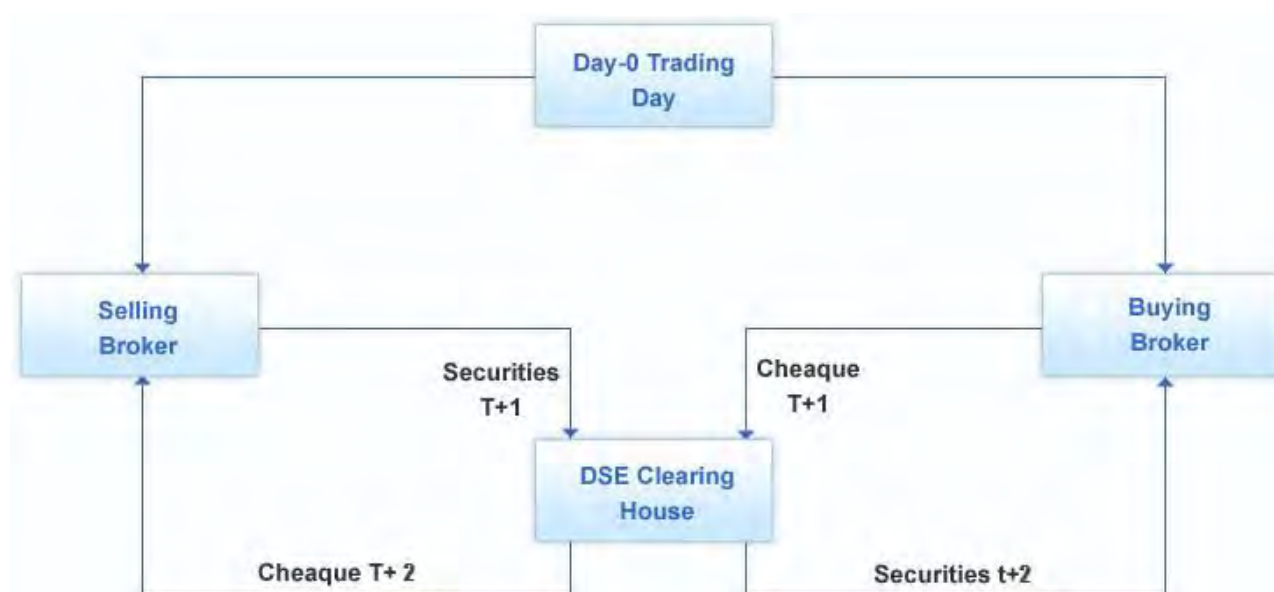 Day-0 Trading
Day
Selling
Broker
Buying
Broker
Securities
T+1
Cheaque
T+1
DSE Clearing
House
Cheaque T+ 2
Securities t+2